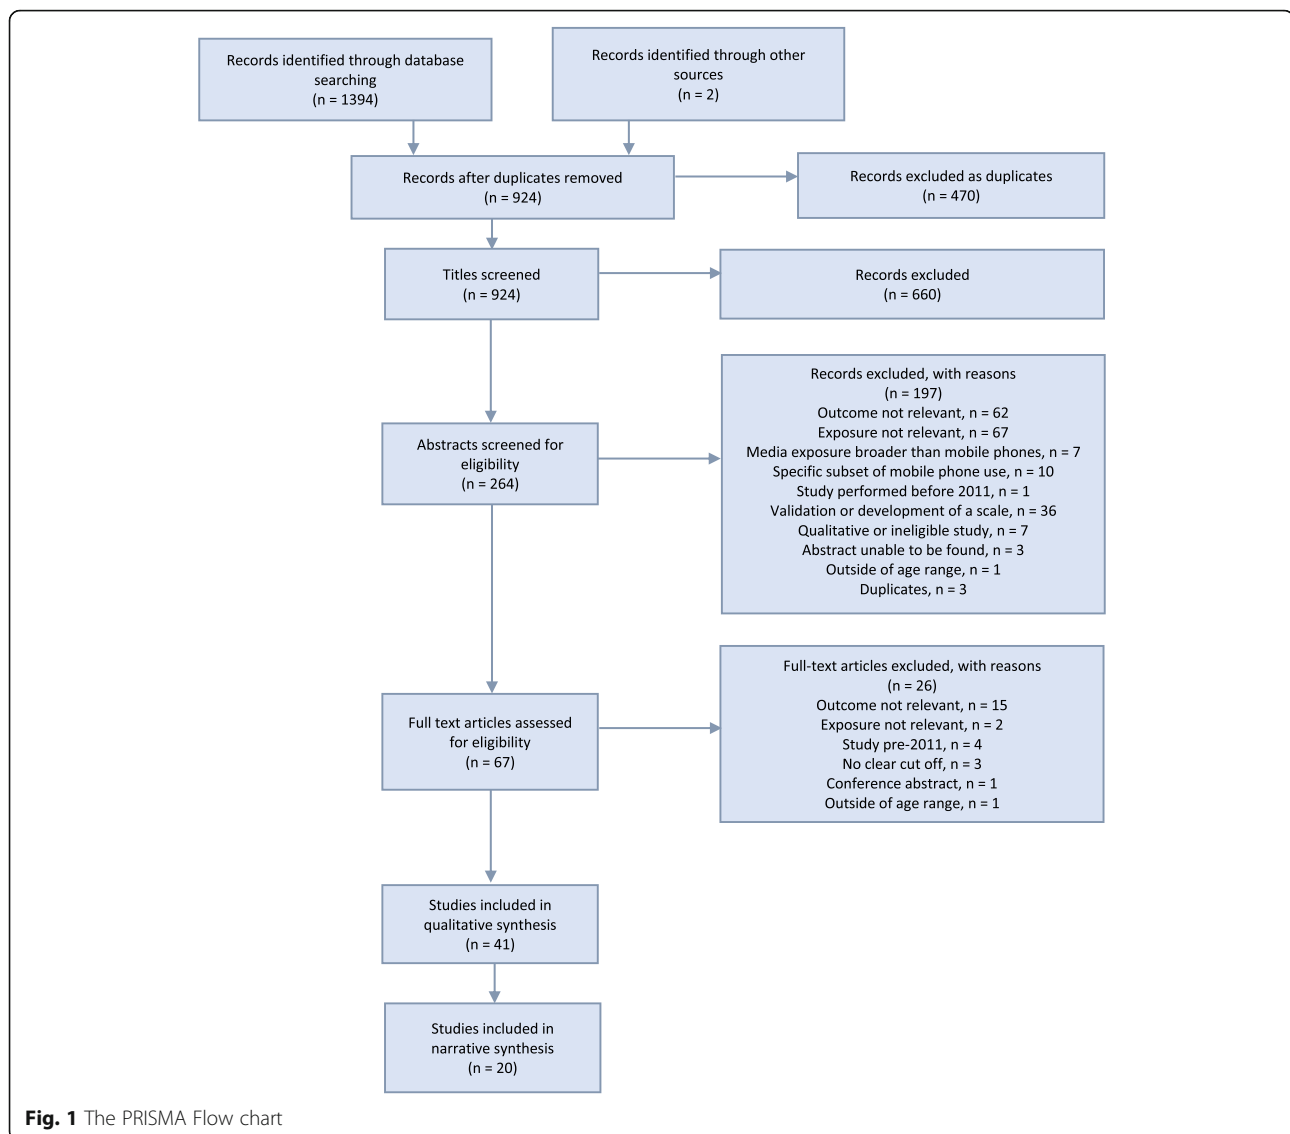 Records identified through database
searching
(n = 1394)
Records identified through other
sources
(n = 2)
Records after duplicates removed
(n = 924)
Records excluded as duplicates
(n = 470)
Titles screened
(n = 924)
Records excluded
(n = 660)
Abstracts screened for
eligibility
(n = 264)
Records excluded, with reasons
(n = 197)
Outcome not relevant, n = 62
Exposure not relevant, n = 67
Media exposure broader than mobile phones, n = 7
Specific subset of mobile phone use, n = 10
Study performed before 2011, n = 1
Validation or development of a scale, n = 36
Qualitative or ineligible study, n = 7
Abstract unable to be found, n = 3
Outside of age range, n = 1
Duplicates, n = 3
Full text articles assessed
for eligibility
(n = 67)
Full-text articles excluded, with reasons
(n = 26)
Outcome not relevant, n = 15
Exposure not relevant, n = 2
Study pre-2011, n = 4
No clear cut off, n = 3
Conference abstract, n = 1
Outside of age range, n = 1
Studies included in
qualitative synthesis
(n = 41)
Studies included in
narrative synthesis
(n = 20)
Fig. 1 The PRISMA Flow chart